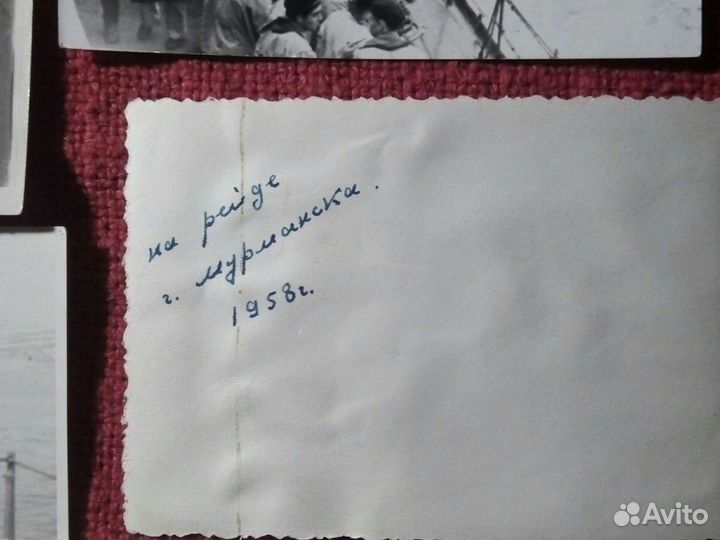 на рейде
г. Мурманска.
1958г.
Avito